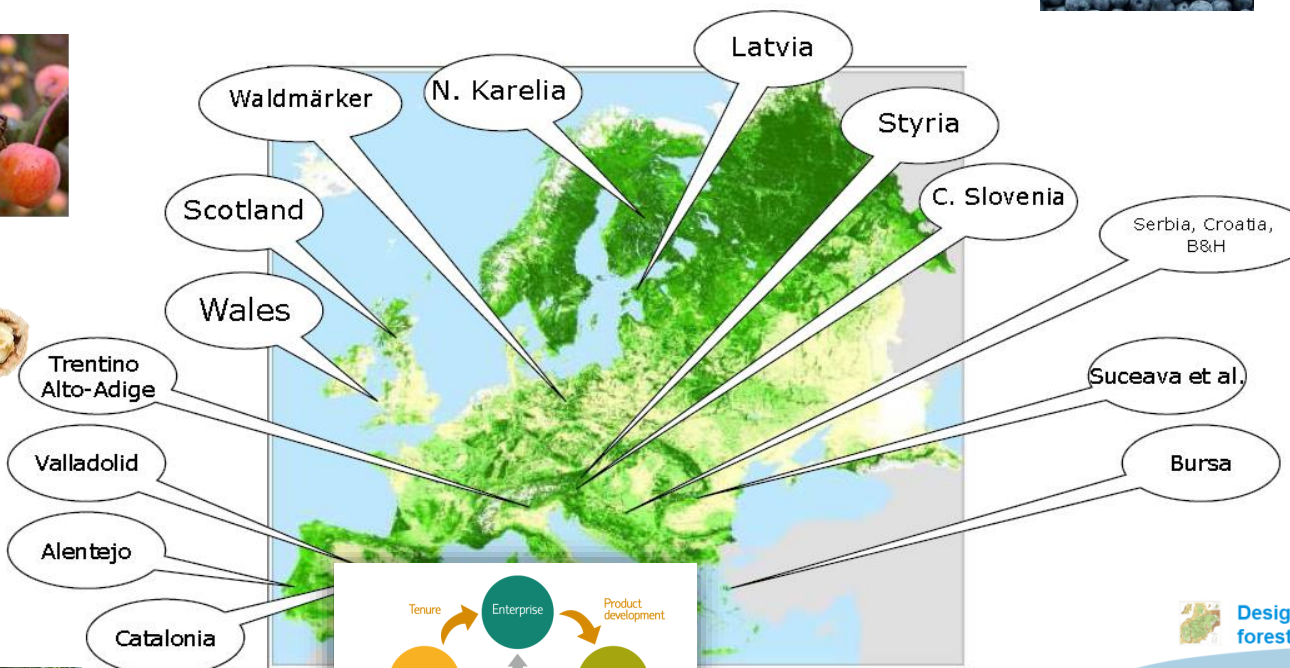 Latvia
N. Karelia
Waldmärker
Styria
C. Slovenia
Scotland
Serbia, Croatia,
B&H
Wales
Trentino
Alto-Adige
Suceava et al.
Valladolid
Bursa
Alentejo
Catalonia
Tenure
Enterprise
Product
development
Desig
forest